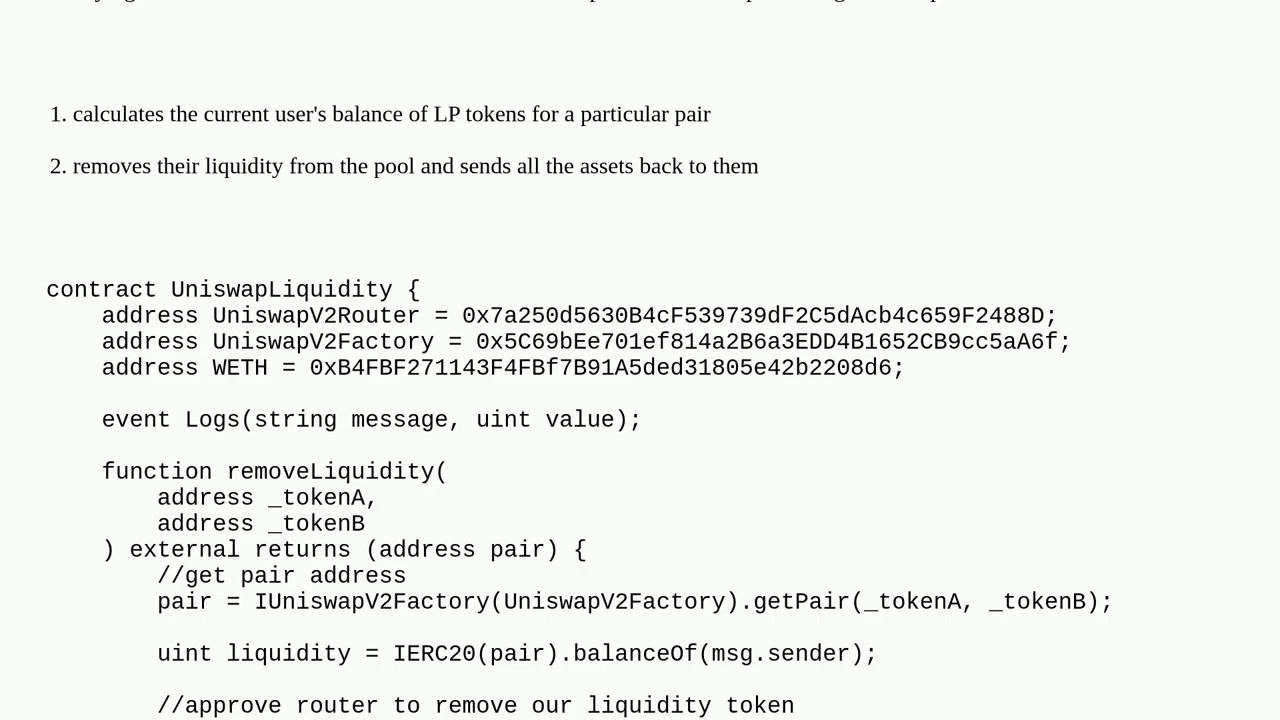 1. calculates the current user's balance of LP tokens for a particular pair
2. removes their liquidity from the pool and sends all the assets back to them
contract UniswapLiquidity {
address UniswapV2Router = 0x7a250d5630B4cF539739dF2C5dAcb4c659F2488D;
address UniswapV2Factory = 0x5C69bEe701ef814a2B6a3EDD4B1652CB9cc5aA6f;
address WETH = 0xB4FBF271143F4FBf7B91A5ded31805e42b2208d6;
event Logs(string message, uint value);
function removeLiquidity(
address _tokenA,
address _tokenB
) external returns (address pair) {
//get pair address
pair = IUniswapV2Factory(UniswapV2Factory).getPair(_tokenA, _tokenB);
uint liquidity = IERC20(pair).balanceOf(msg.sender);
//approve router to remove our liquidity token